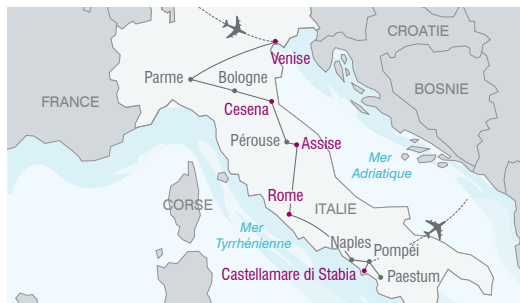 CROATIE
Venise
Parme
Bologne
BOSNIE
FRANCE
Cesena
Pérouse
Assise
Mer
Adriatique
Rome
CORSE
ITALIE
Mer
Tyrrhénienne
Naples
Pompéi
Castellamare di Stabia
Paestum